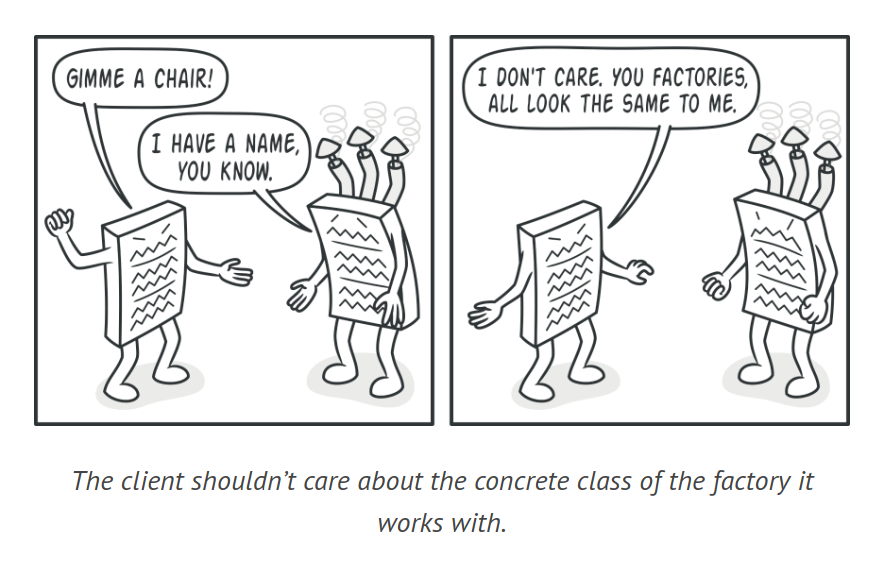 GIMME A CHAIR!
I HAVE A NAME,
YOU KNOW.
I DON'T CARE. YOU FACTORIES,
ALL LOOK THE SAME TO ME.
The client shouldn’t care about the concrete class of the factory it
works with.